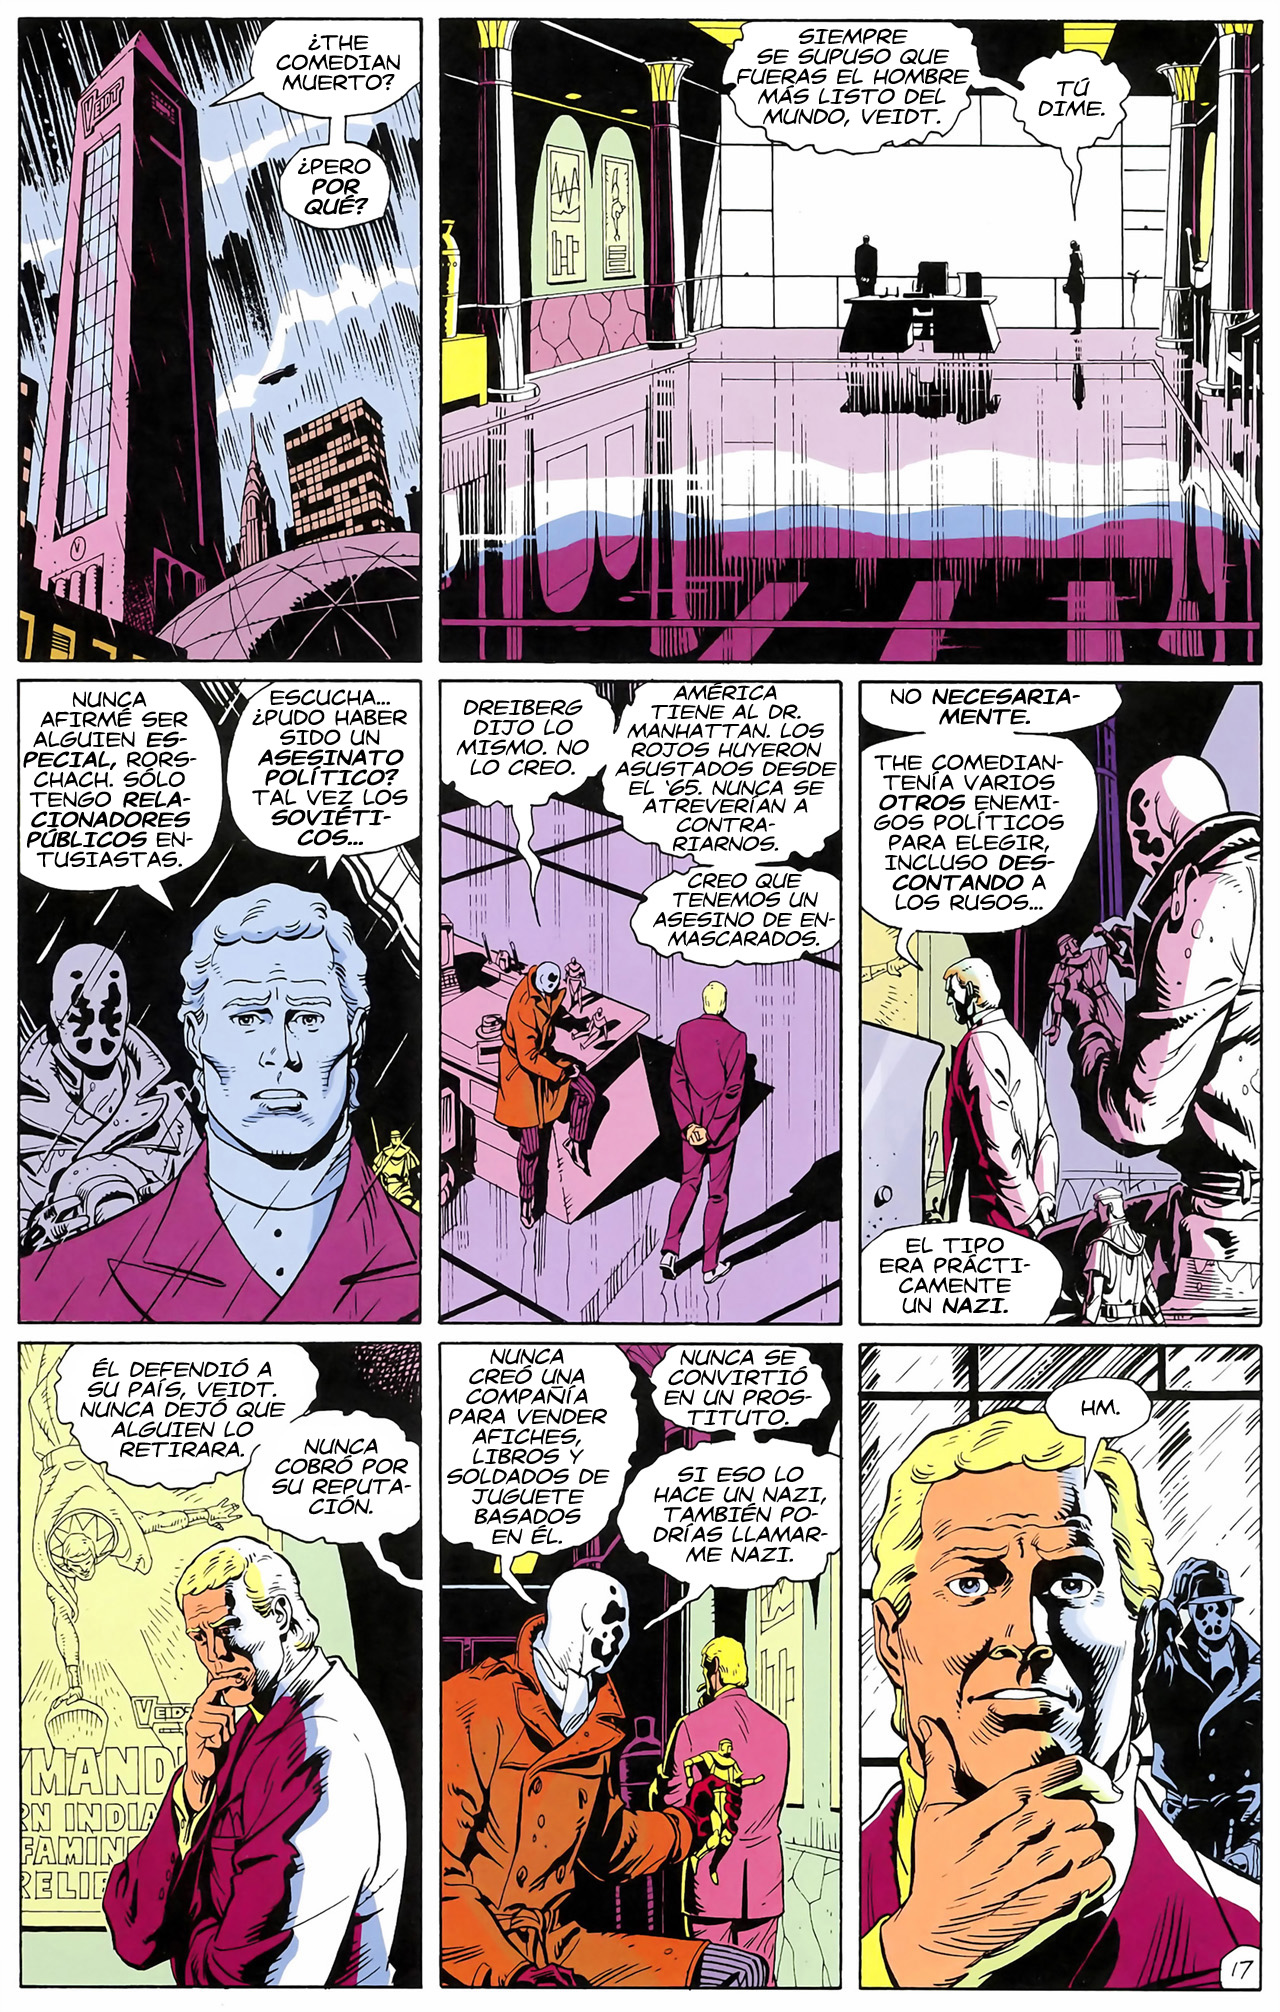 ¿THE
COMEDIAN
MUERTO?
¿PERO
POR
QUÉ?
VEIDT
V
SIEMPRE
SE SUPUSO QUE
FUERAS EL HOMBRE
MÁS LISTO DEL
MUNDO, VEIDT.
TÚ
DIME.
NUNCA
AFIRMÉ SER
ALGUIEN ES-
PECIAL, RORS-
CHACH. SÓLO
TENGO RELA-
CIONADORES
PÚBLICOS EN-
TUSIASTAS.
ESCUCHA...
¿PUDO HABER
SIDO UN
ASESINATO
POLÍTICO?
TAL VEZ LOS
SOVIÉTI-
COS...
DREIBERG
DIJO LO
MISMO. NO
LO CREO.
AMÉRICA
TIENE AL DR.
MANHATTAN. LOS
ROJOS HUYERON
ASUSTADOS DESDE
EL '65. NUNCA SE
ATREVERÍAN A
CONTRA-
RIARNOS.
CREO QUE
TENEMOS UN
ASESINO DE EN-
MASCARADOS.
NO NECESARIA-
MENTE.
THE COMEDIAN-
TENÍA VARIOS
OTROS ENEMI-
GOS POLÍTICOS
PARA ELEGIR,
INCLUSO DES-
CONTANDO A
LOS RUSOS...
EL TIPO
ERA PRÁCTI-
CAMENTE
UN NAZI.
ÉL DEFENDIÓ A
SU PAÍS, VEIDT.
NUNCA DEJÓ QUE
ALGUIEN LO
RETIRARA.
NUNCA
COBRÓ POR
SU REPUTA-
CIÓN.
VEIDT
YMAND
RN INDIA
FAMIN
RELIE
NUNCA
CREÓ UNA
COMPAÑÍA
PARA VENDER
AFICHES,
LIBROS Y
SOLDADOS DE
JUGUETE
BASADOS
EN ÉL.
NUNCA SE
CONVIRTIÓ
EN UN PROS-
TITUTO.
SI ESO LO
HACE UN NAZI,
TAMBIÉN PO-
DRÍAS LLAMAR-
ME NAZI.
HM.
17